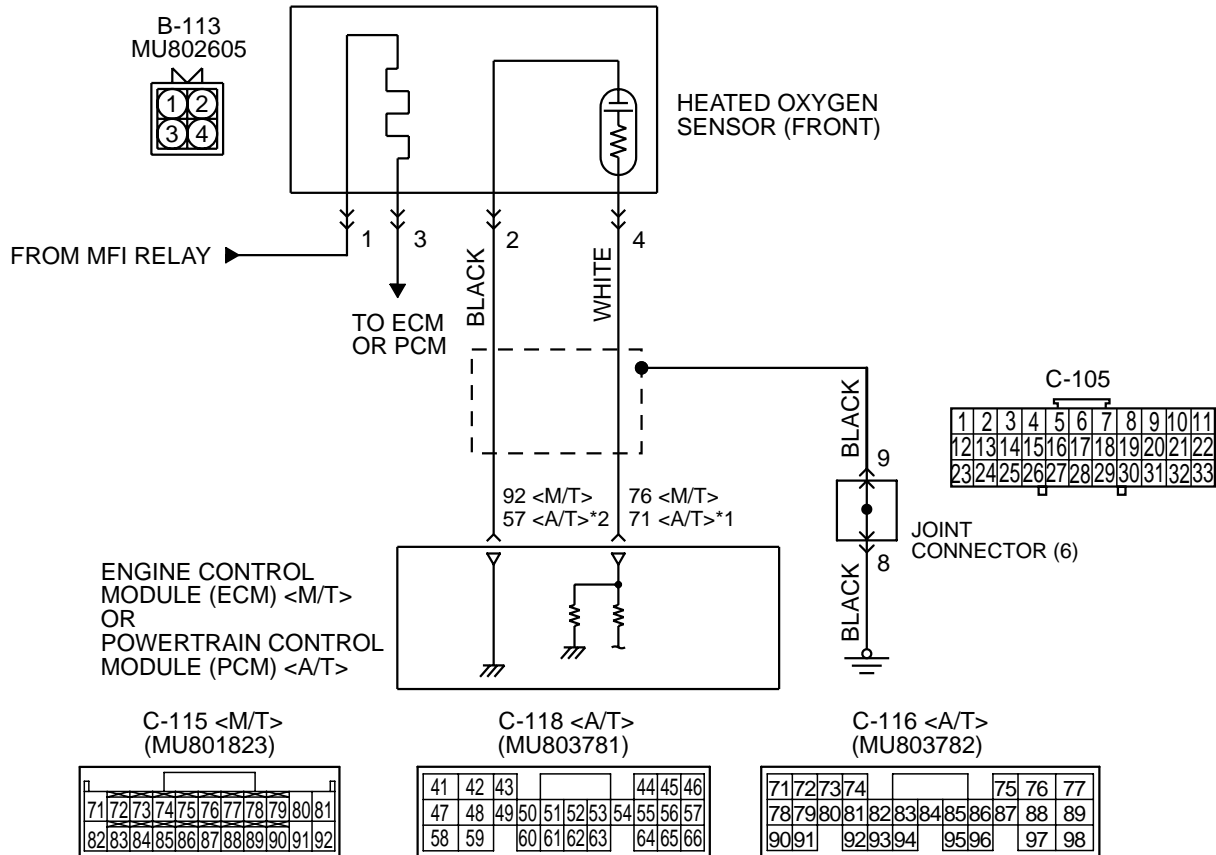 B-113
MU802605
1 2
3 4
HEATED OXYGEN
SENSOR (FRONT)
1 3 2 4
FROM MFI RELAY
TO ECM
OR PCM
BLACK
WHITE
BLACK
C-105
1 2 3 4 5 6 7 8 9 10 11
12 13 14 15 16 17 18 19 20 21 22
23 24 25 26 27 28 29 30 31 32 33
9
92 <M/T> 76 <M/T>
57 <A/T>*2 71 <A/T>*1
JOINT
CONNECTOR (6)
8
BLACK
ENGINE CONTROL
MODULE (ECM) <M/T>
OR
POWERTRAIN CONTROL
MODULE (PCM) <A/T>
C-115 <M/T>
(MU801823)
71 72 73 74 75 76 77 78 79 80 81
82 83 84 85 86 87 88 89 90 91 92
C-118 <A/T>
(MU803781)
41 42 43 44 45 46
47 48 49 50 51 52 53 54 55 56 57
58 59 60 61 62 63 64 65 66
C-116 <A/T>
(MU803782)
71 72 73 74 75 76 77
78 79 80 81 82 83 84 85 86 87 88 89
90 91 92 93 94 95 96 97 98